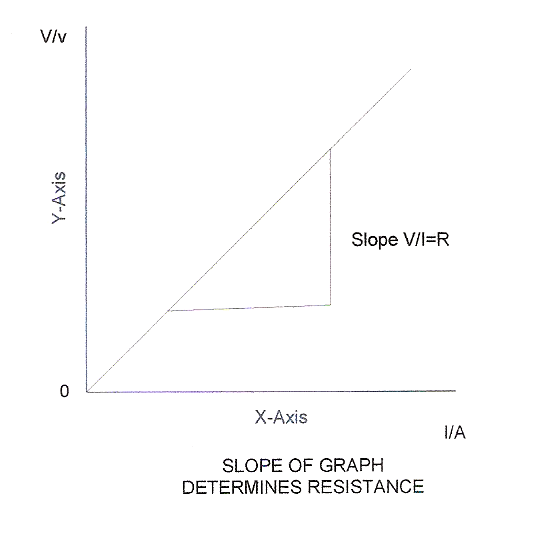 V/v
Y-Axis
Slope V/I=R
0
X-Axis
I/A
SLOPE OF GRAPH
DETERMINES RESISTANCE